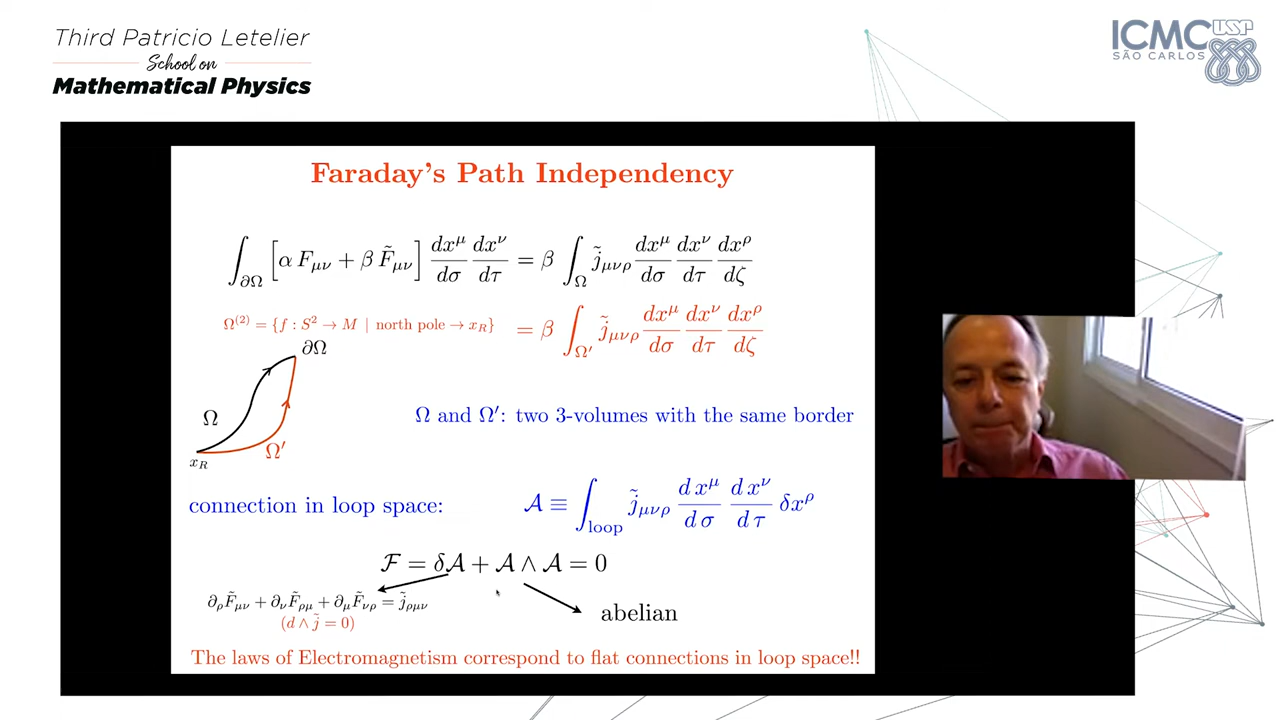 Third Patricio Letelier
School on
Mathematical Physics
ICMC USP
SÃO CARLOS
Faraday's Path Independency
∫_{∂Ω} [α F_{μν} + β F̃_{μν}] dx^μ/dσ dx^ν/dτ = β ∫_Ω j̃_{μνρ} dx^μ/dσ dx^ν/dτ dx^ρ/dζ
Ω^{(2)} = {f : S^2 → M | north pole → x_R} = β ∫_{Ω′} j̃_{μνρ} dx^μ/dσ dx^ν/dτ dx^ρ/dζ
∂Ω
Ω
Ω′
x_R
Ω and Ω′: two 3-volumes with the same border
connection in loop space: 𝒜 ≡ ∫_{loop} j̃_{μνρ} d x^μ/d σ d x^ν/d τ δx^ρ
ℱ = δ𝒜 + 𝒜 ∧ 𝒜 = 0
∂_ρ F̃_{μν} + ∂_ν F̃_{ρμ} + ∂_μ F̃_{νρ} = j̃_{ρμν}
(d ∧ j̃ = 0)
abelian
The laws of Electromagnetism correspond to flat connections in loop space!!